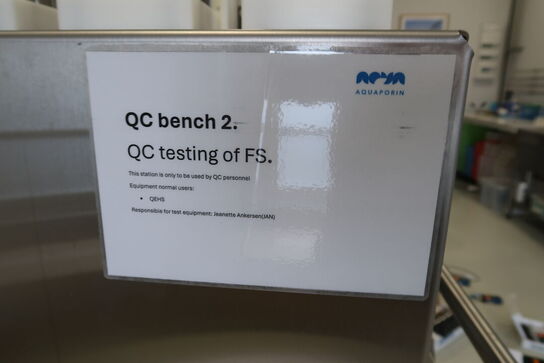 AQUAPORIN
QC bench 2.
QC testing of FS.
This station is only to be used by QC personnel
Equipment normal users:
• QEHS
Responsible for test equipment: Jeanette Ankersen(JAN)